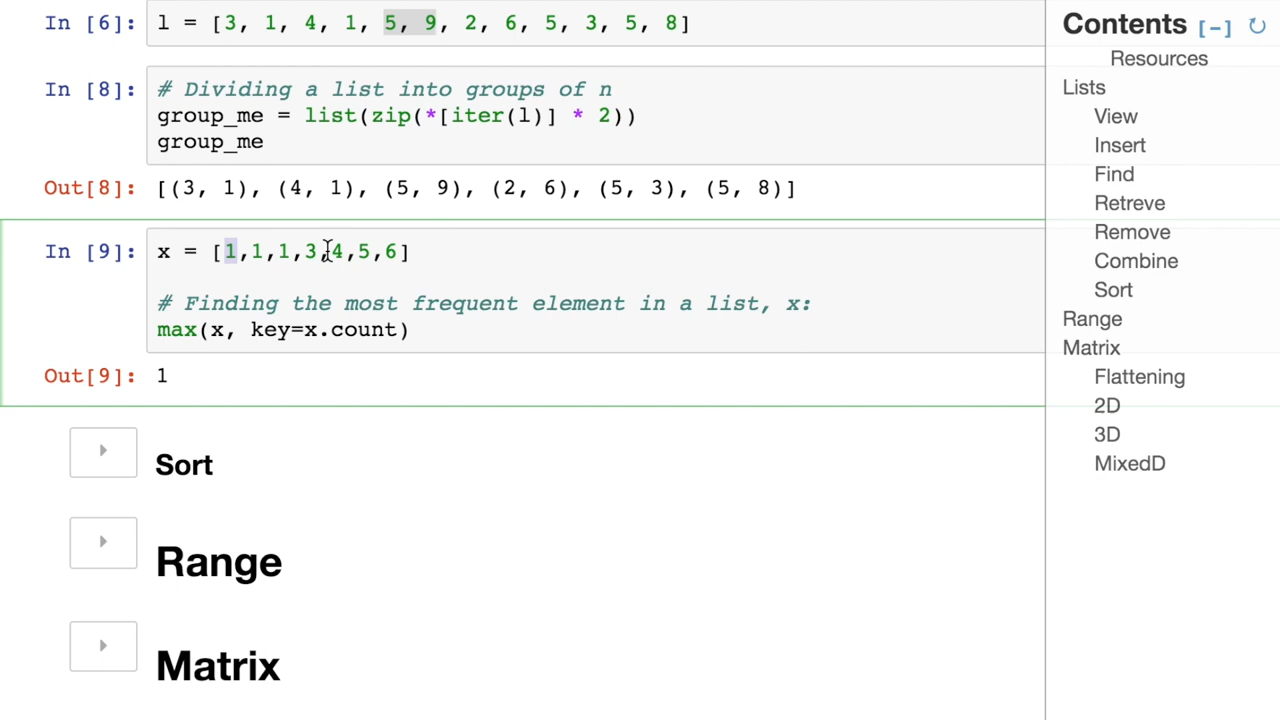 In [6]: l = [3, 1, 4, 1, 5, 9, 2, 6, 5, 3, 5, 8]
In [8]: # Dividing a list into groups of n
group_me = list(zip(*[iter(l)] * 2))
group_me
Out[8]: [(3, 1), (4, 1), (5, 9), (2, 6), (5, 3), (5, 8)]
In [9]: x = [1,1,1,3,4,5,6]
# Finding the most frequent element in a list, x:
max(x, key=x.count)
Out[9]: 1
Sort
Range
Matrix
Contents [-] ↻
Resources
Lists
View
Insert
Find
Retreve
Remove
Combine
Sort
Range
Matrix
Flattening
2D
3D
MixedD